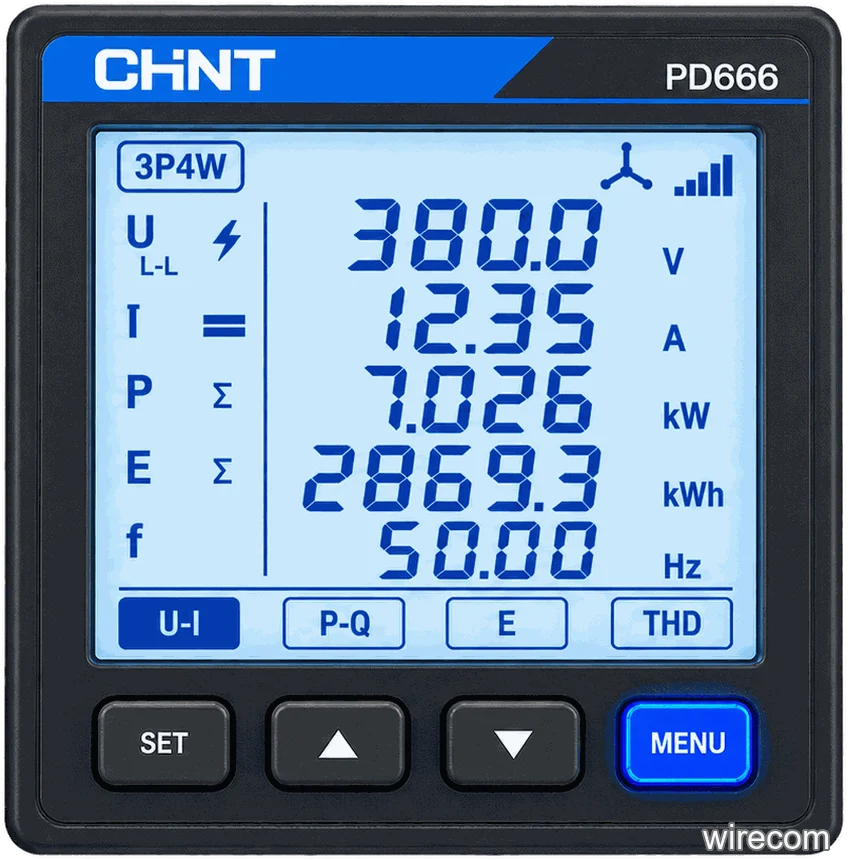 CHNT
PD666
3P4W
U
L-L
380.0
V
I
12.35
A
P
Σ
7.026
kW
E
Σ
2869.3
kWh
f
50.00
Hz
U-I
P-Q
E
THD
SET
MENU
wirecom